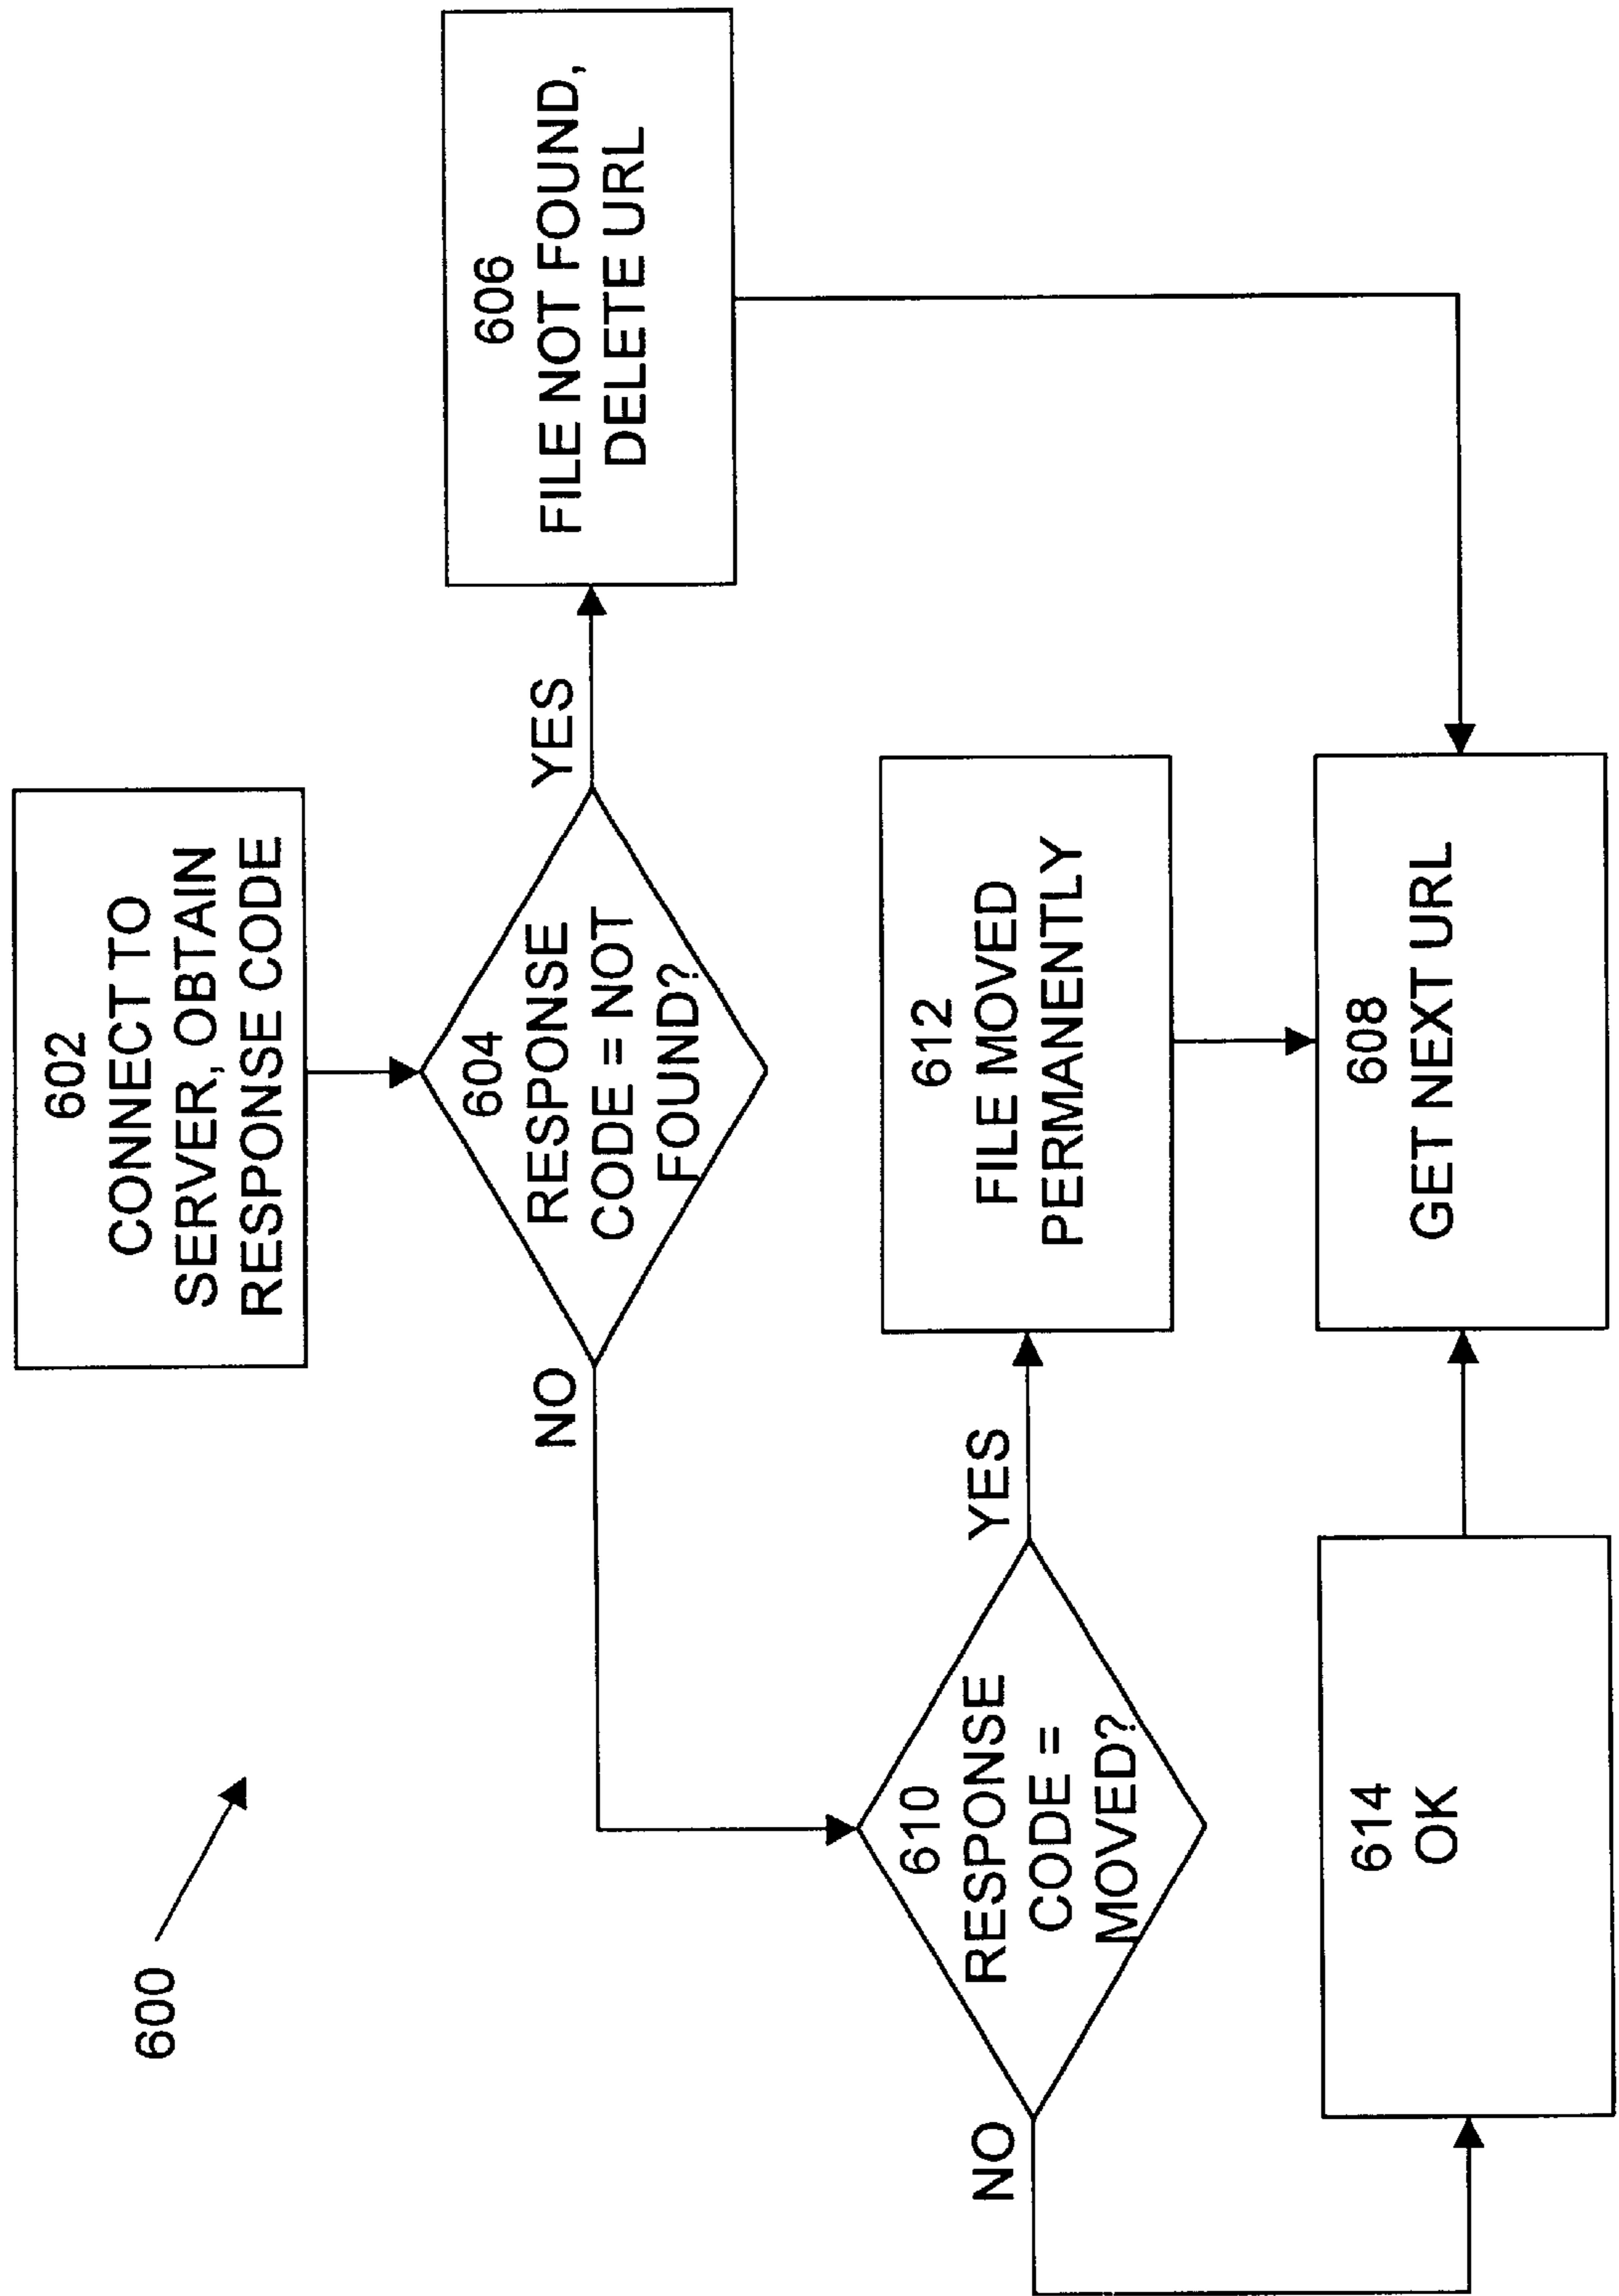 600
602
CONNECT TO
SERVER, OBTAIN
RESPONSE CODE
604
RESPONSE
CODE = NOT
FOUND?
NO
YES
606
FILE NOT FOUND,
DELETE URL
610
RESPONSE
CODE =
MOVED?
NO
YES
612
FILE MOVED
PERMANENTLY
614
OK
608
GET NEXT URL